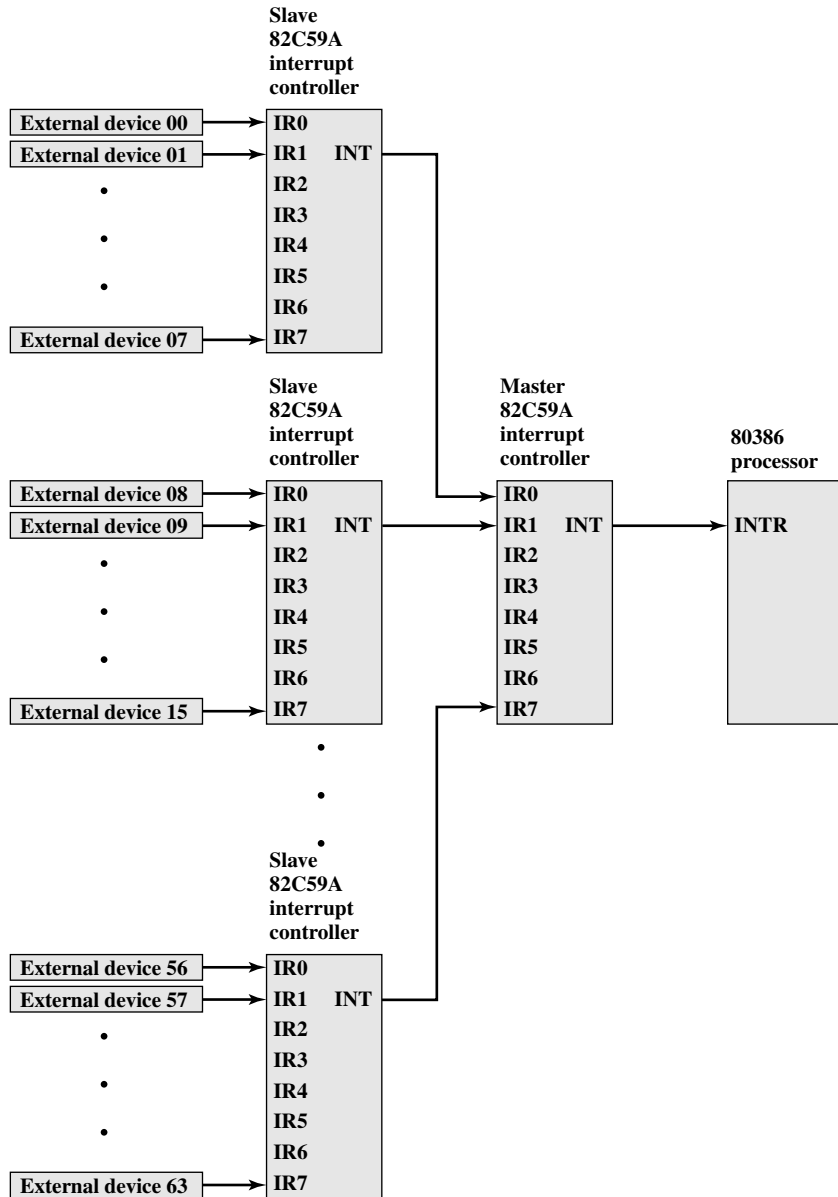 Slave
82C59A
interrupt
controller
External device 00
IR0
External device 01
IR1 INT
IR2
IR3
IR4
IR5
IR6
External device 07
IR7
Slave
82C59A
interrupt
controller
Master
82C59A
interrupt
controller
80386
processor
External device 08
IR0
IR0
External device 09
IR1 INT
IR1 INT
INTR
IR2
IR2
IR3
IR3
IR4
IR4
IR5
IR5
IR6
IR6
External device 15
IR7
IR7
Slave
82C59A
interrupt
controller
External device 56
IR0
External device 57
IR1 INT
IR2
IR3
IR4
IR5
IR6
External device 63
IR7